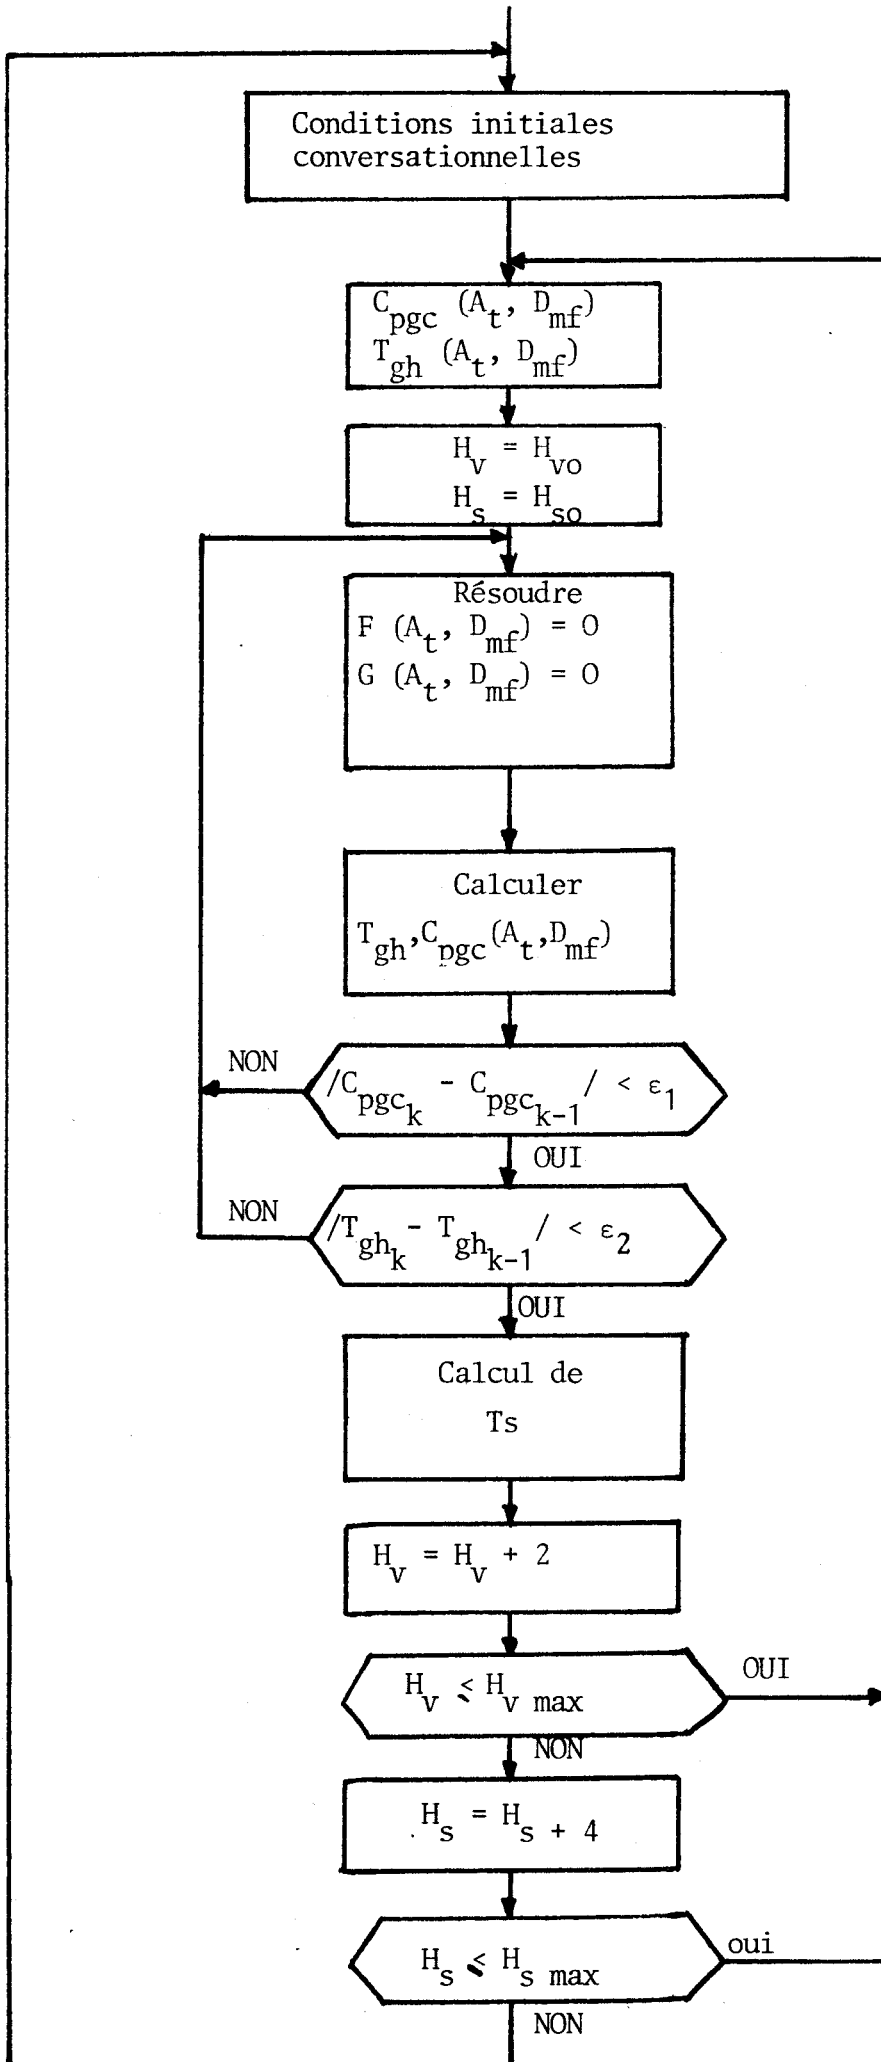 Conditions initiales
conversationnelles
C_pgc (A_t, D_mf)
T_gh (A_t, D_mf)
H_v = H_vo
H_s = H_so
Résoudre
F (A_t, D_mf) = 0
G (A_t, D_mf) = 0
Calculer
T_gh,C_pgc(A_t,D_mf)
NON
/C_pgc_k - C_pgc_k-1/ < ε_1
OUI
NON
/T_gh_k - T_gh_k-1/ < ε_2
OUI
Calcul de
Ts
H_v = H_v + 2
OUI
H_v ≤ H_v max
NON
H_s = H_s + 4
oui
H_s ≤ H_s max
NON